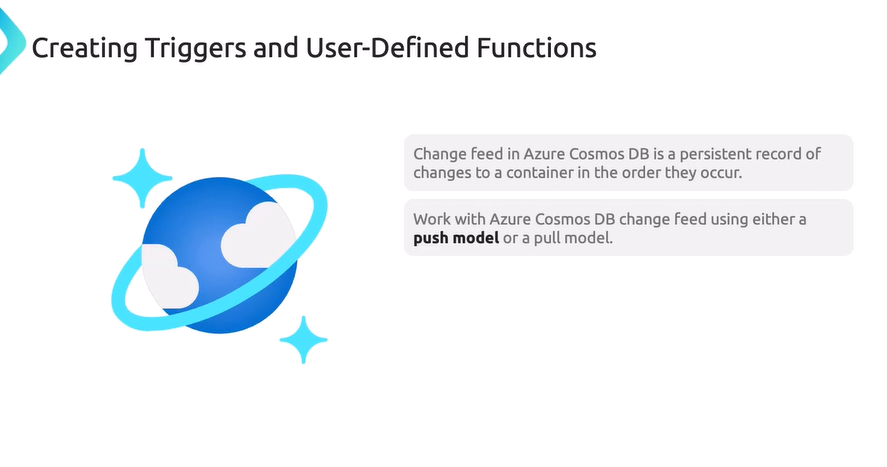 Creating Triggers and User-Defined Functions
Change feed in Azure Cosmos DB is a persistent record of
changes to a container in the order they occur.
Work with Azure Cosmos DB change feed using either a
push model or a pull model.